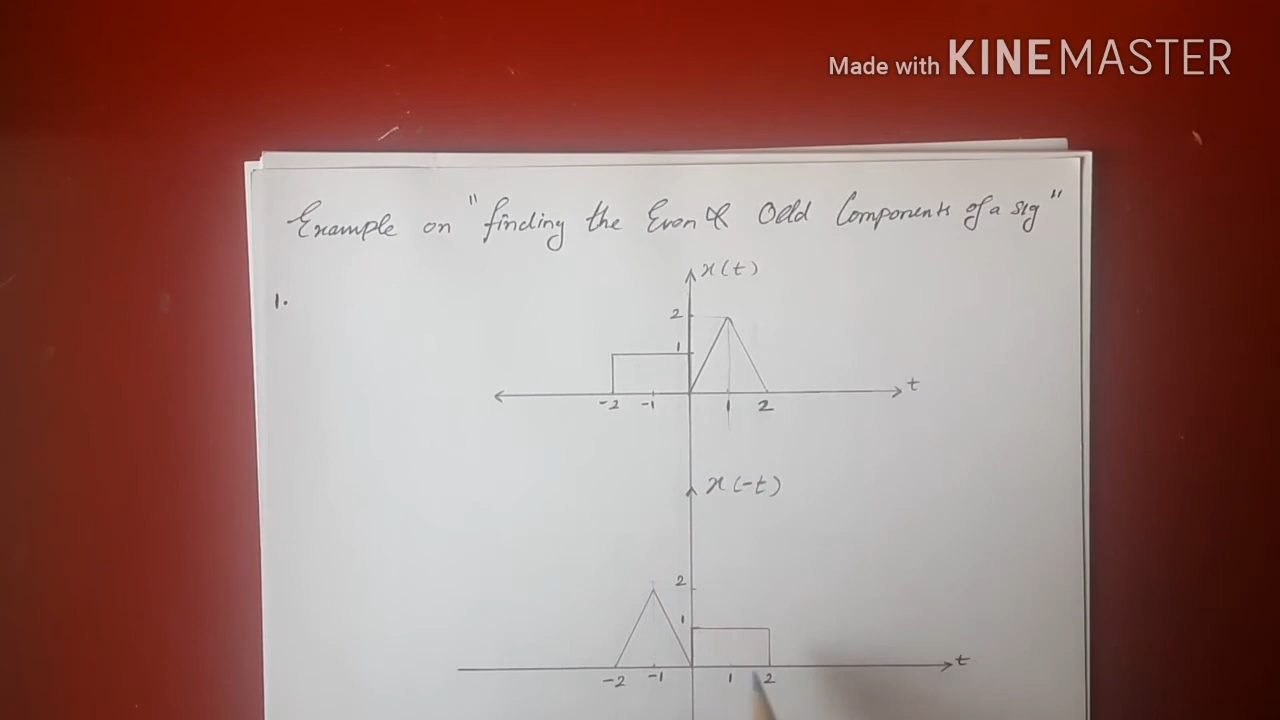 Made with KINEMASTER
Example on "finding the Even & Odd Components of a sig"
1.
x(t)
2
1
-2 -1 1 2 t
x(-t)
2
1
-2 -1 1 2 t